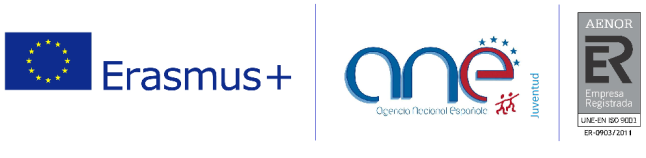 Erasmus+
ane
Agencia Nacional Española
Juventud
AENOR
ER
Empresa
Registrada
UNE-EN ISO 9001
ER-0903/2011